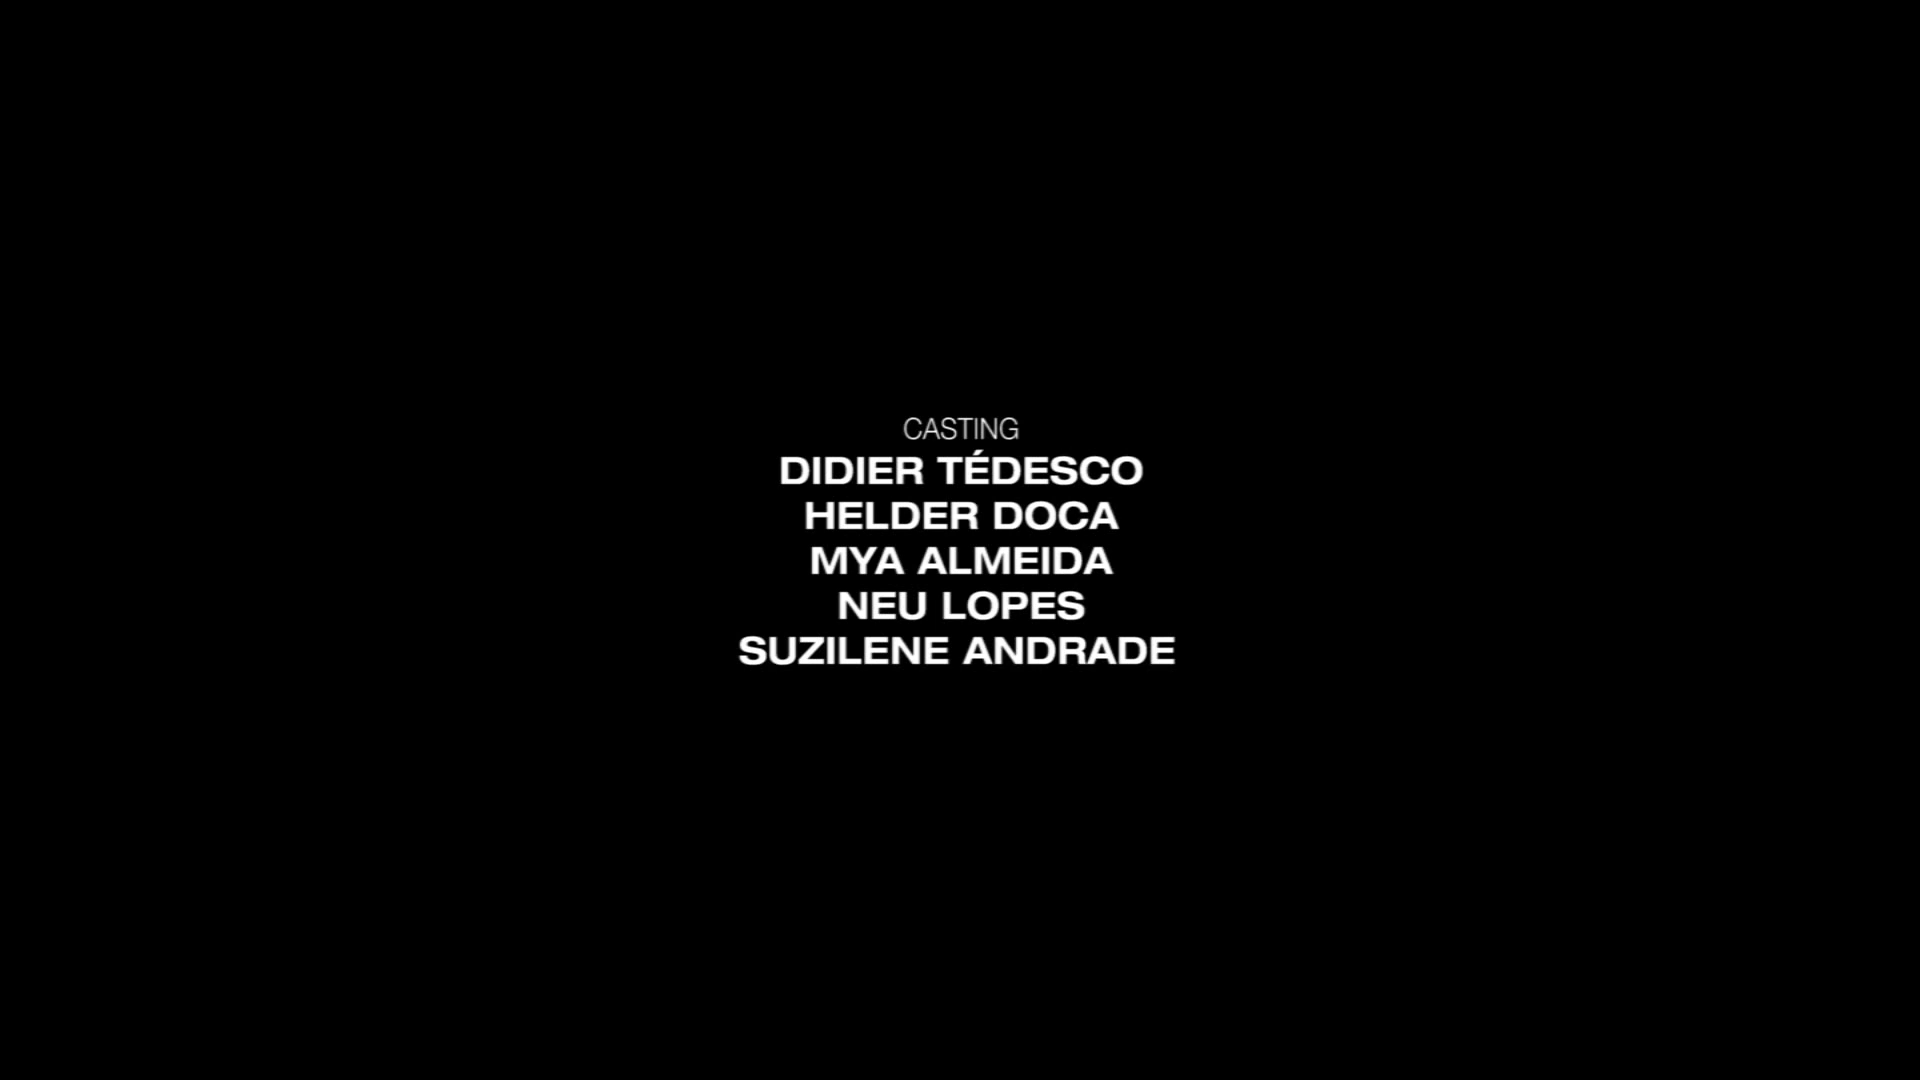 CASTING
DIDIER TÉDESCO
HELDER DOCA
MYA ALMEIDA
NEU LOPES
SUZILENE ANDRADE